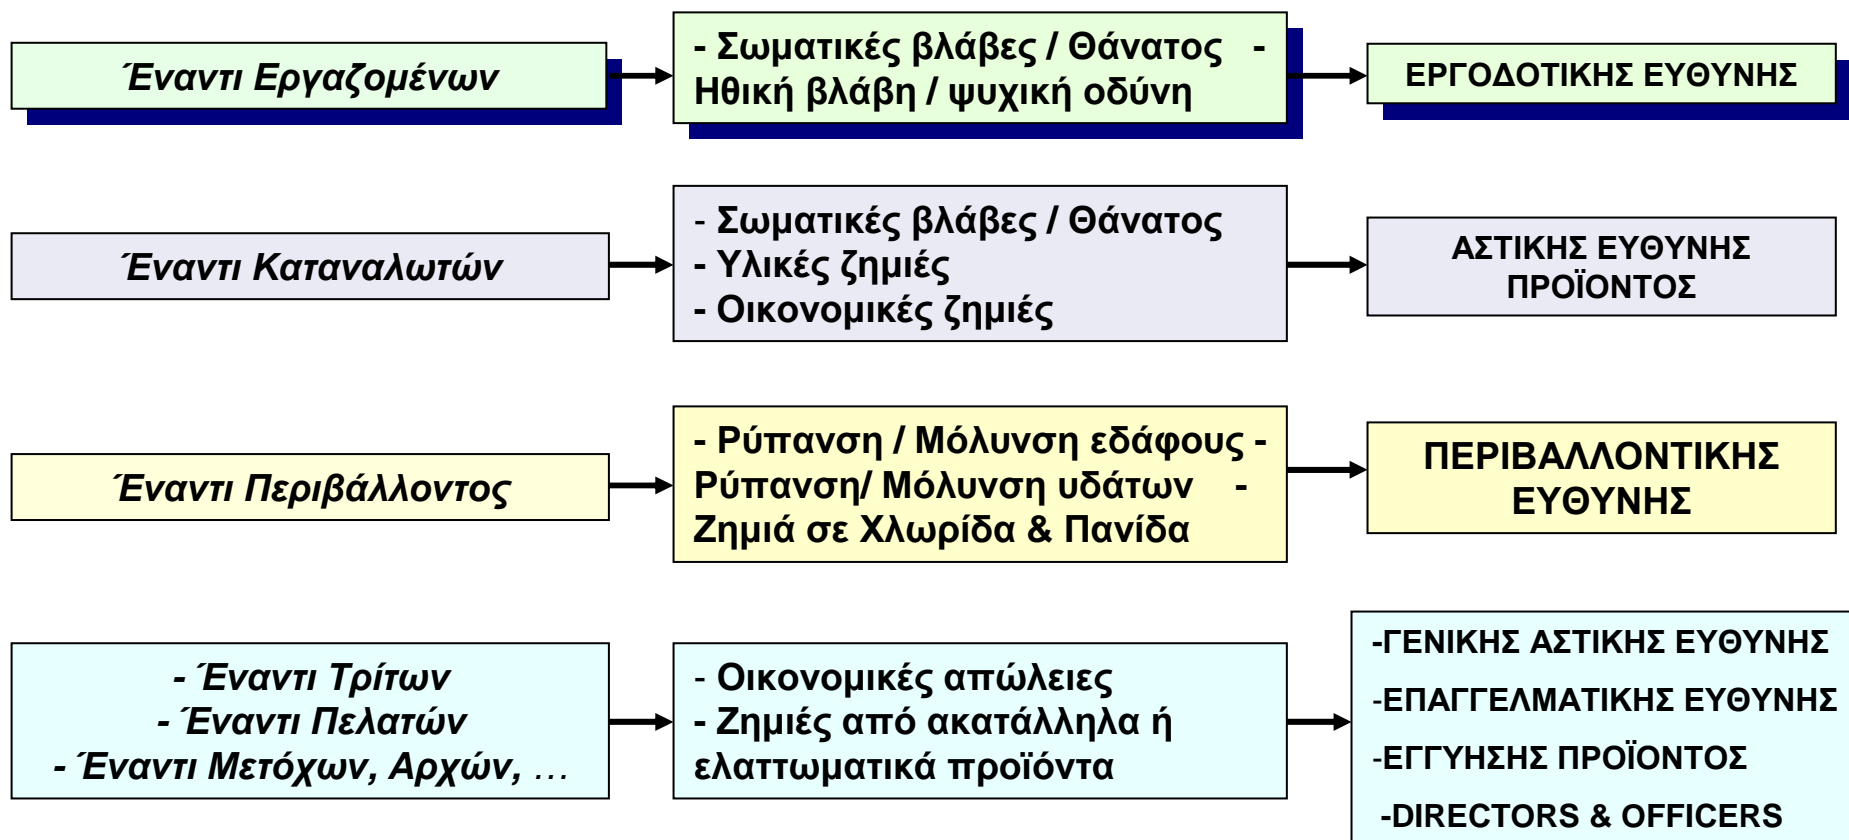 Έναντι Εργαζομένων
- Σωματικές βλάβες / Θάνατος -
Ηθική βλάβη / ψυχική οδύνη
ΕΡΓΟΔΟΤΙΚΗΣ ΕΥΘΥΝΗΣ
Έναντι Καταναλωτών
- Σωματικές βλάβες / Θάνατος
- Υλικές ζημιές
- Οικονομικές ζημιές
ΑΣΤΙΚΗΣ ΕΥΘΥΝΗΣ
ΠΡΟΪΟΝΤΟΣ
Έναντι Περιβάλλοντος
- Ρύπανση / Μόλυνση εδάφους -
Ρύπανση/ Μόλυνση υδάτων -
Ζημιά σε Χλωρίδα & Πανίδα
ΠΕΡΙΒΑΛΛΟΝΤΙΚΗΣ
ΕΥΘΥΝΗΣ
- Έναντι Τρίτων
- Έναντι Πελατών
- Έναντι Μετόχων, Αρχών, ...
- Οικονομικές απώλειες
- Ζημιές από ακατάλληλα ή
ελαττωματικά προϊόντα
-ΓΕΝΙΚΗΣ ΑΣΤΙΚΗΣ ΕΥΘΥΝΗΣ
-ΕΠΑΓΓΕΛΜΑΤΙΚΗΣ ΕΥΘΥΝΗΣ
-ΕΓΓΥΗΣΗΣ ΠΡΟΪΟΝΤΟΣ
-DIRECTORS & OFFICERS